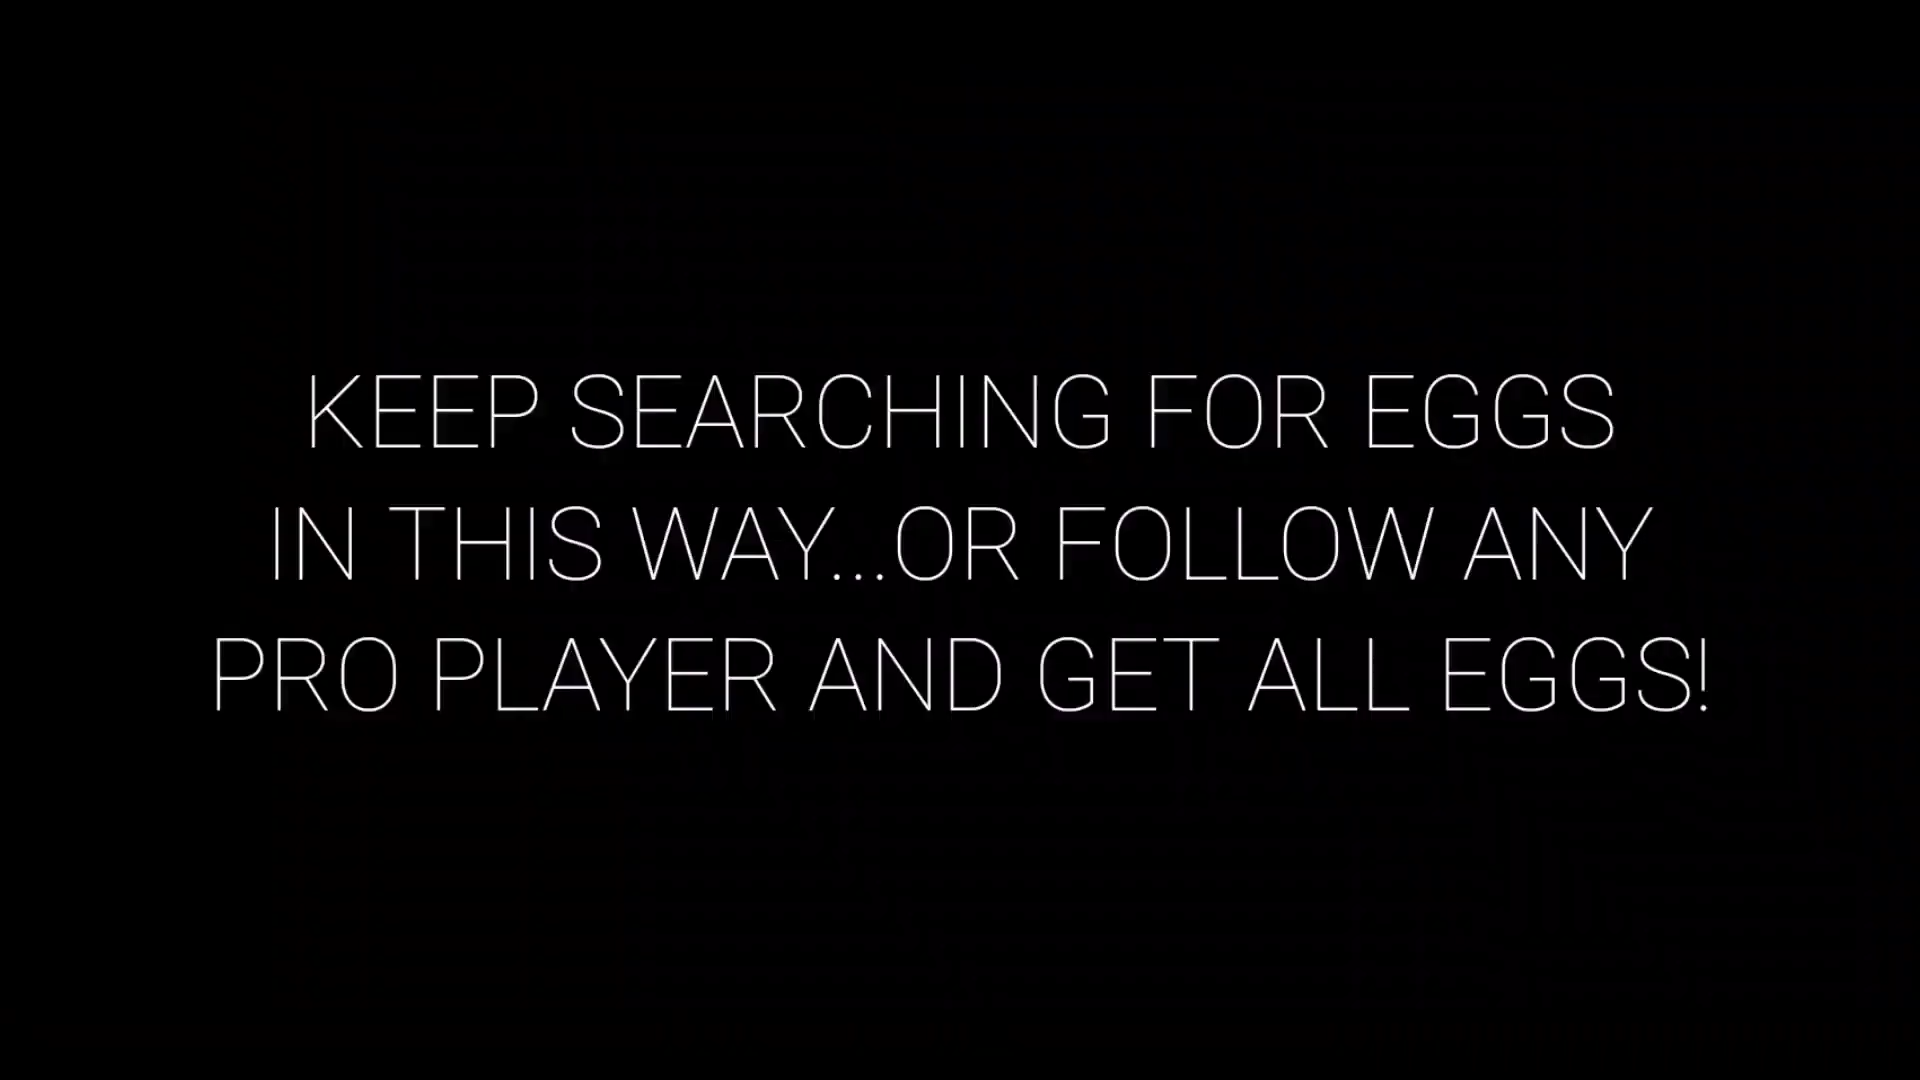 KEEP SEARCHING FOR EGGS
IN THIS WAY...OR FOLLOW ANY
PRO PLAYER AND GET ALL EGGS!